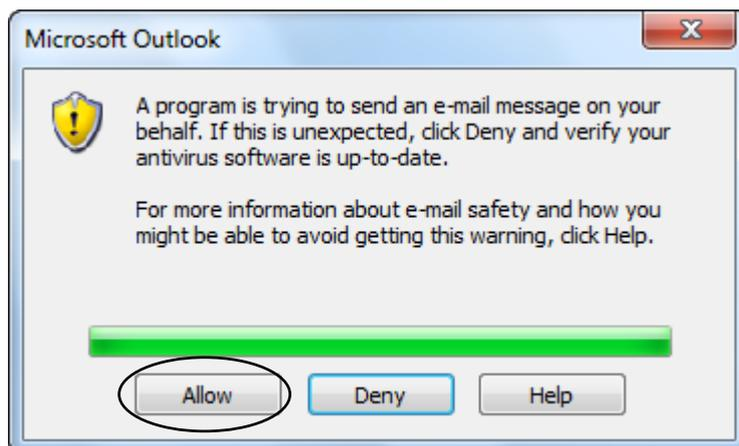 Microsoft Outlook
A program is trying to send an e-mail message on your
behalf. If this is unexpected, click Deny and verify your
antivirus software is up-to-date.
For more information about e-mail safety and how you
might be able to avoid getting this warning, click Help.
Allow Deny Help